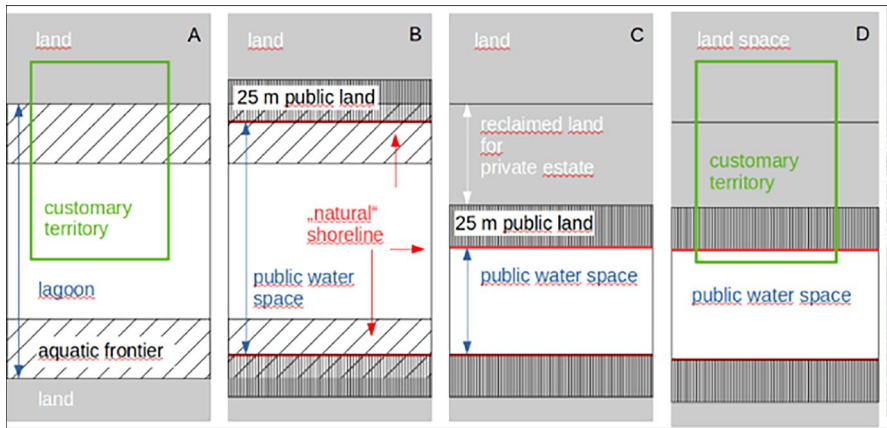 land
A
customary
territory
lagoon
aquatic frontier
land
land
B
25 m public land
„natural“
shoreline
public water
space
land
C
reclaimed land
for
private estate
25 m public land
public water space
land space
D
customary
territory
public water space